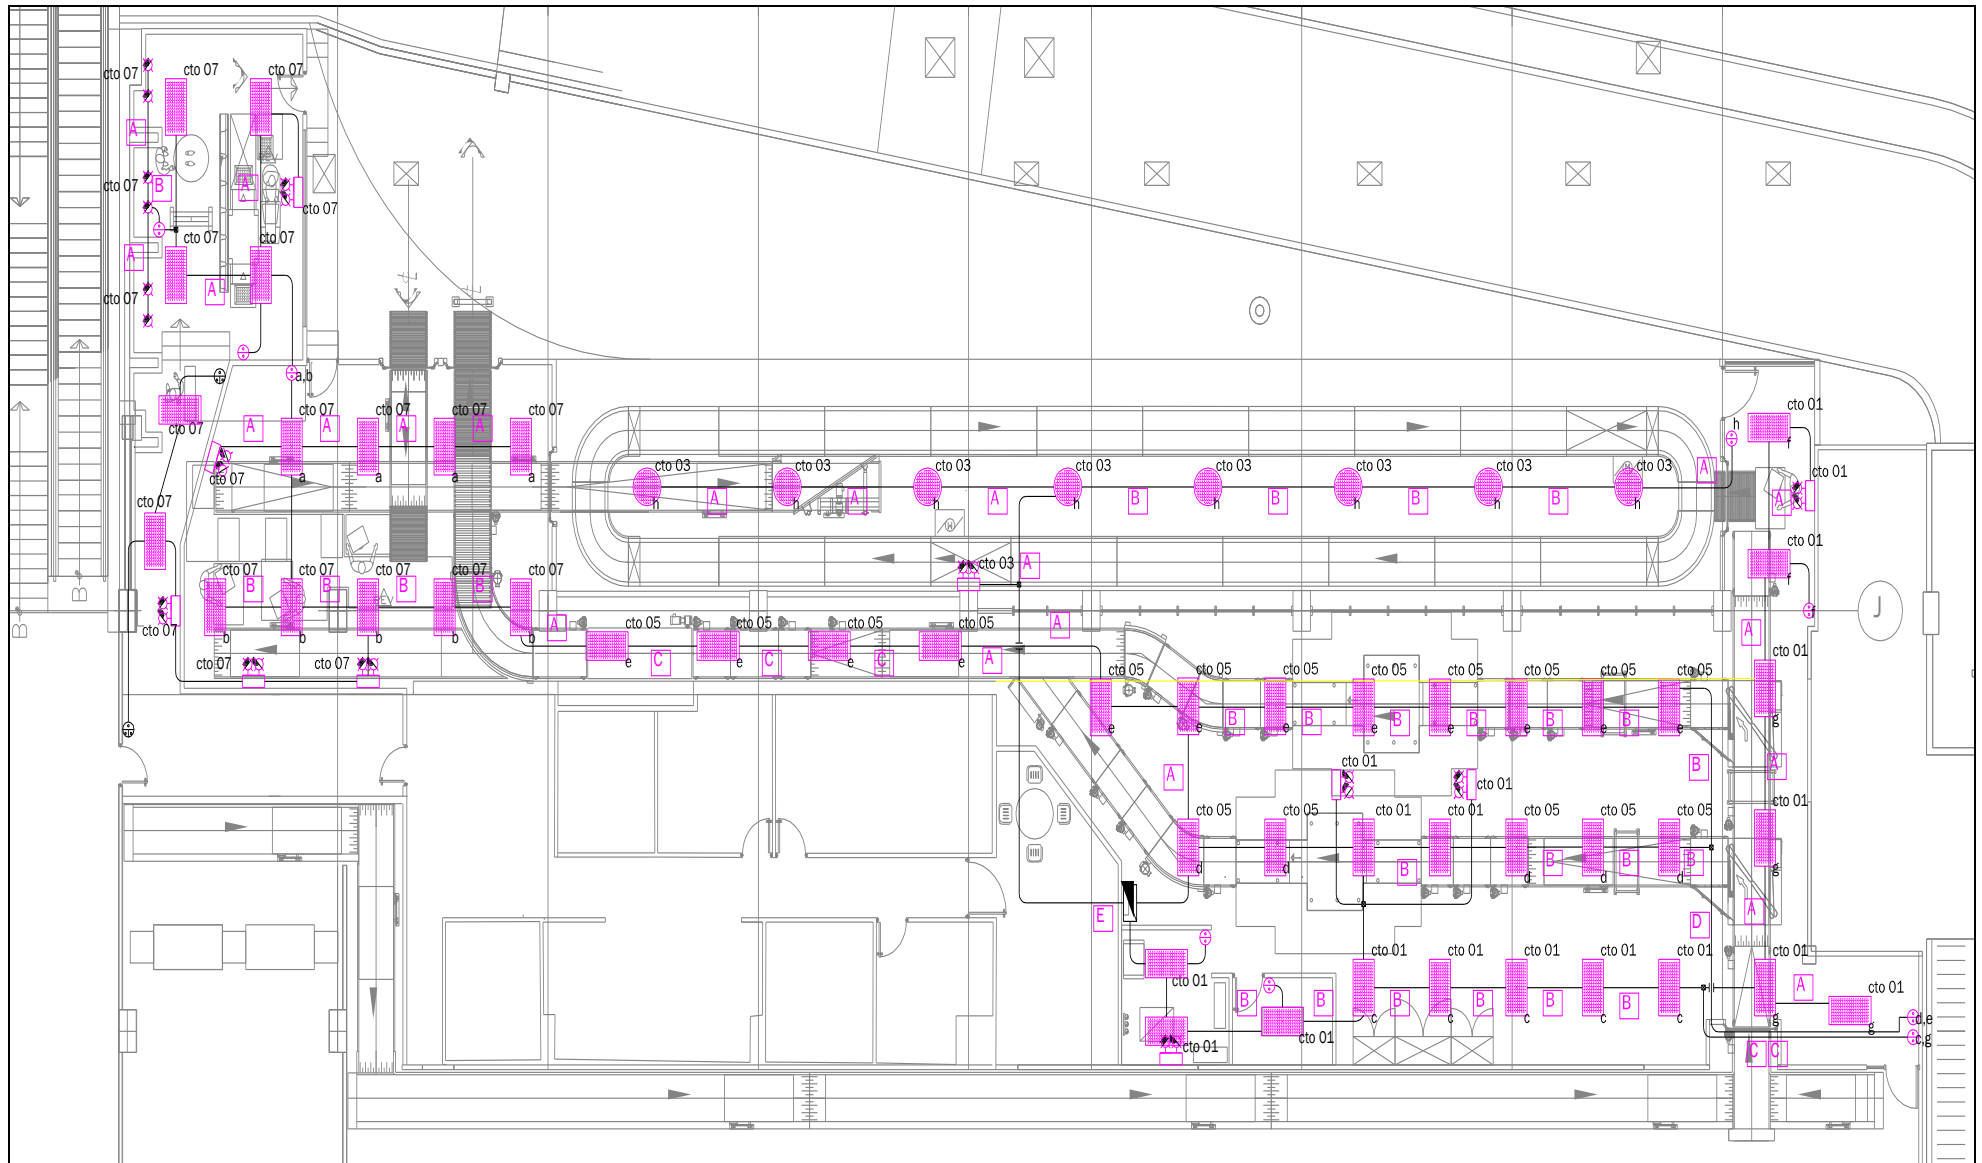 cto 07 cto 07 cto 07
A
cto 07 B A
cto 07
cto 07 cto 07
A
A
cto 07
a,b
cto 07 cto 07 cto 07 cto 07
A A A A
cto 07
a a a a
cto 07
cto 07
cto 03 cto 03 cto 03 cto 03 cto 03 cto 03 cto 03 cto 03
h h h h h h h h
A A A B B B B
h
A
cto 01
f
cto 01
A
cto 01
f
f
J
cto 03
A
cto 07 cto 07 cto 07 cto 07 cto 07
B B B B
b b b b b
cto 07
cto 07 cto 07
B
B
A
cto 05 cto 05 cto 05 cto 05
e e e e
C C C A
A
A
cto 05 cto 05 cto 05 cto 05 cto 05 cto 05 cto 05 cto 05
cto 01
e e e e e e e g
B B B B B B
A
B
A
cto 01
cto 01
cto 05 cto 05 cto 01 cto 01 cto 05 cto 05 cto 05
cto 01
d d d d g
B B B B
E
D
A
cto 01 cto 01 cto 01 cto 01 cto 01 cto 01
cto 01
A
cto 01
B B B B B B
c c c c c g g
d,e
c,g
cto 01
cto 01
C C